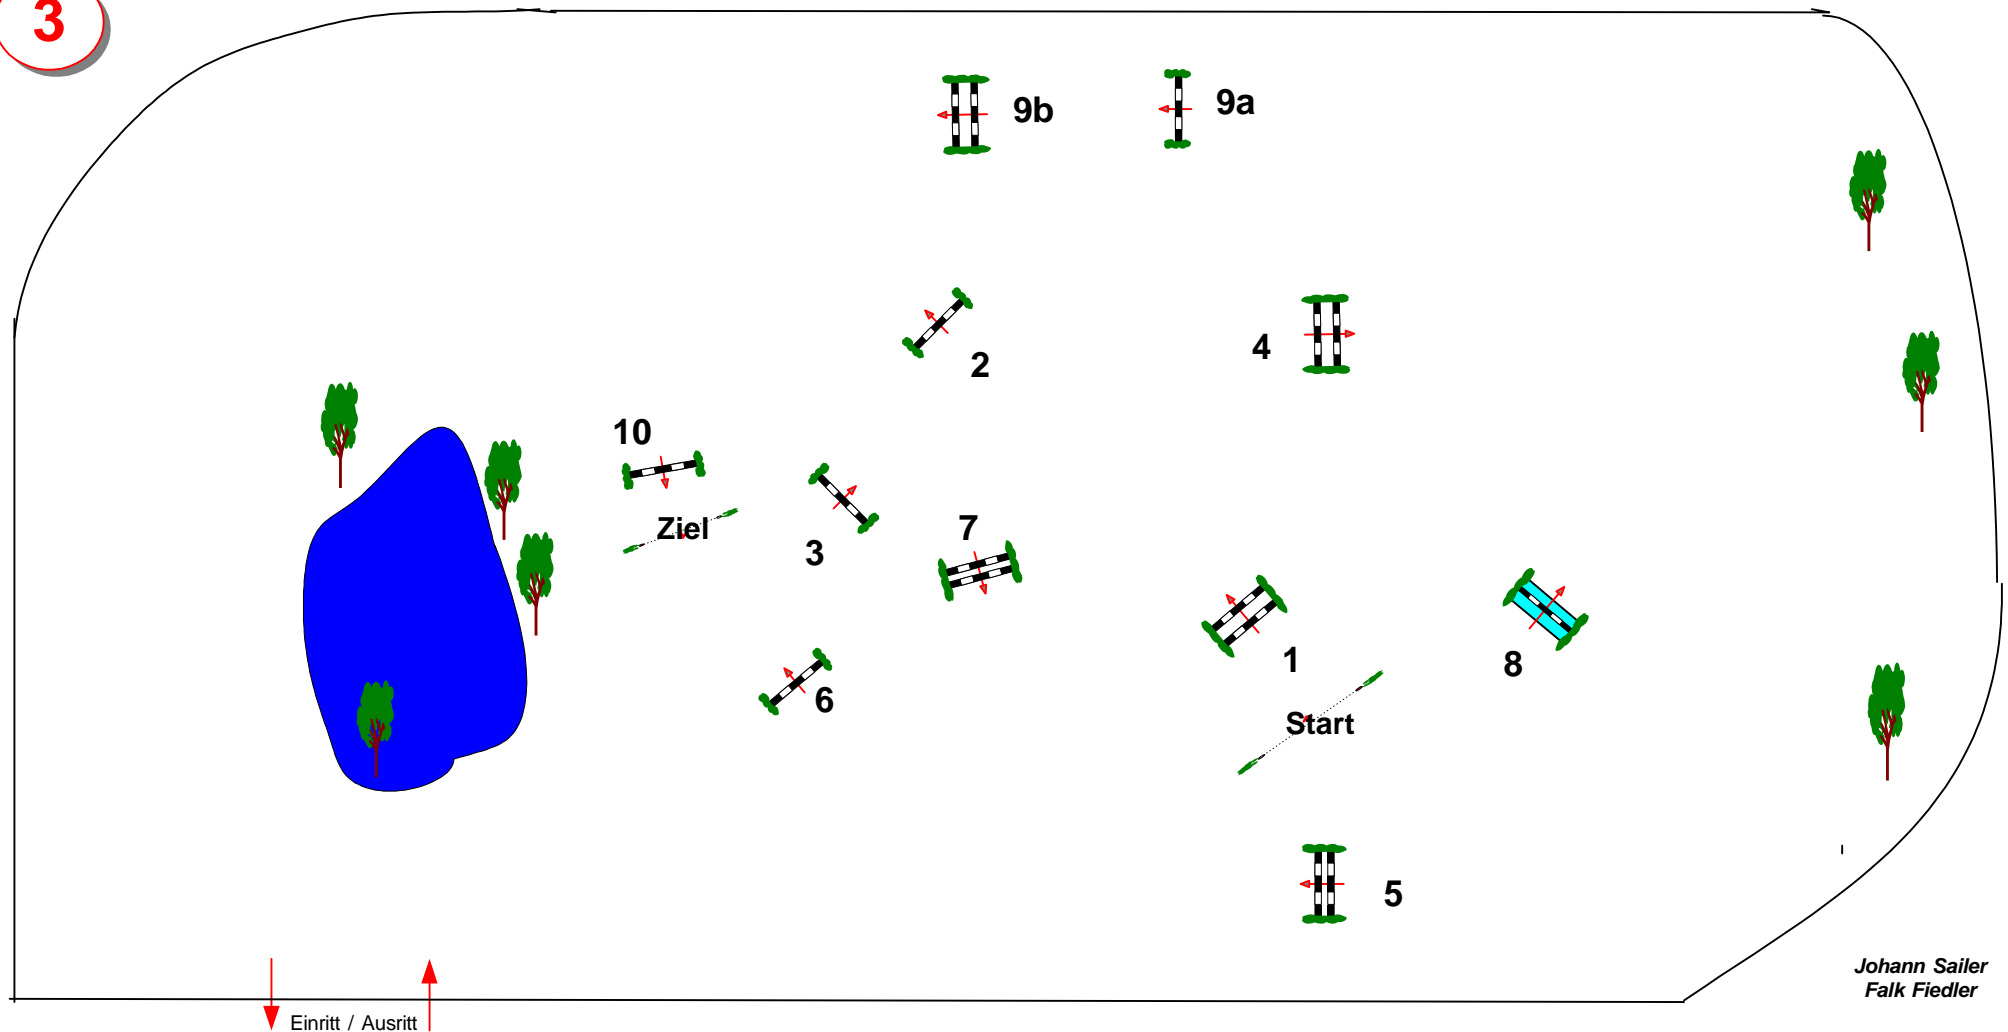 3
9b
9a
2
4
10
Ziel
3
7
1
8
6
Start
5
Johann Sailer
Falk Fiedler
Einritt / Ausritt